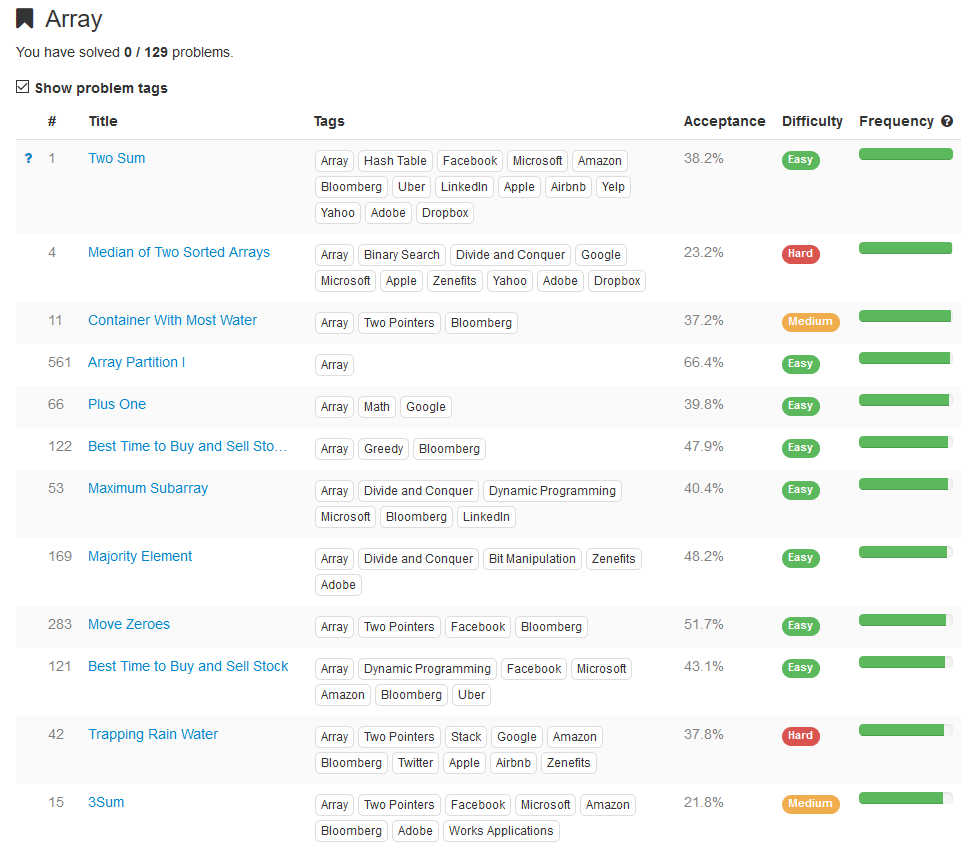 Array
You have solved 0 / 129 problems.
Show problem tags
# Title Tags Acceptance Difficulty Frequency ?
? 1 Two Sum Array Hash Table Facebook Microsoft Amazon 38.2% Easy
Bloomberg Uber LinkedIn Apple Airbnb Yelp
Yahoo Adobe Dropbox
4 Median of Two Sorted Arrays Array Binary Search Divide and Conquer Google 23.2% Hard
Microsoft Apple Zenefits Yahoo Adobe Dropbox
11 Container With Most Water Array Two Pointers Bloomberg 37.2% Medium
561 Array Partition I Array 66.4% Easy
66 Plus One Array Math Google 39.8% Easy
122 Best Time to Buy and Sell Sto... Array Greedy Bloomberg 47.9% Easy
53 Maximum Subarray Array Divide and Conquer Dynamic Programming 40.4% Easy
Microsoft Bloomberg LinkedIn
169 Majority Element Array Divide and Conquer Bit Manipulation Zenefits 48.2% Easy
Adobe
283 Move Zeroes Array Two Pointers Facebook Bloomberg 51.7% Easy
121 Best Time to Buy and Sell Stock Array Dynamic Programming Facebook Microsoft 43.1% Easy
Amazon Bloomberg Uber
42 Trapping Rain Water Array Two Pointers Stack Google Amazon 37.8% Hard
Bloomberg Twitter Apple Airbnb Zenefits
15 3Sum Array Two Pointers Facebook Microsoft Amazon 21.8% Medium
Bloomberg Adobe Works Applications